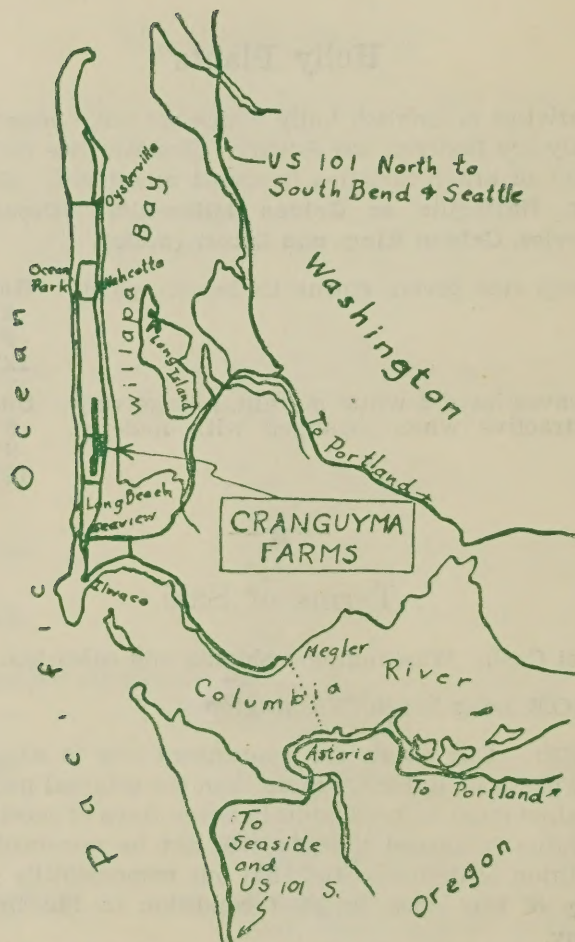 US 101 North to
South Bend & Seattle
Oysterville
Willapa Bay
Ocean
Park
Nahcotta
Long Island
Washington
To Portland
Long Beach
Seaview
CRANGUYMA
FARMS
Pacific Ocean
Ilwaco
Megler
Columbia River
Astoria
To Portland
To
Seaside
and
US 101 S.
Oregon